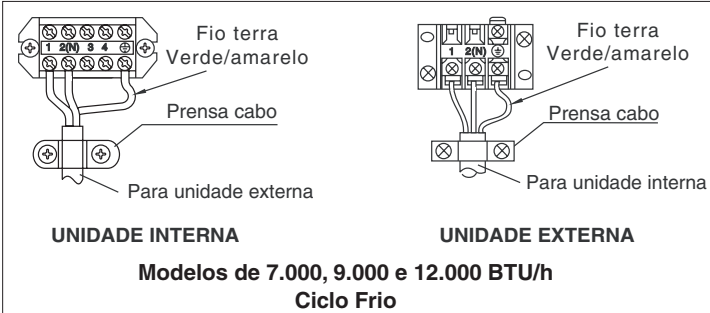 1 2(N) 3 4
Fio terra
Verde/amarelo
Prensa cabo
Para unidade externa
UNIDADE INTERNA
1 2(N)
Fio terra
Verde/amarelo
Prensa cabo
Para unidade interna
UNIDADE EXTERNA
Modelos de 7.000, 9.000 e 12.000 BTU/h
Ciclo Frio